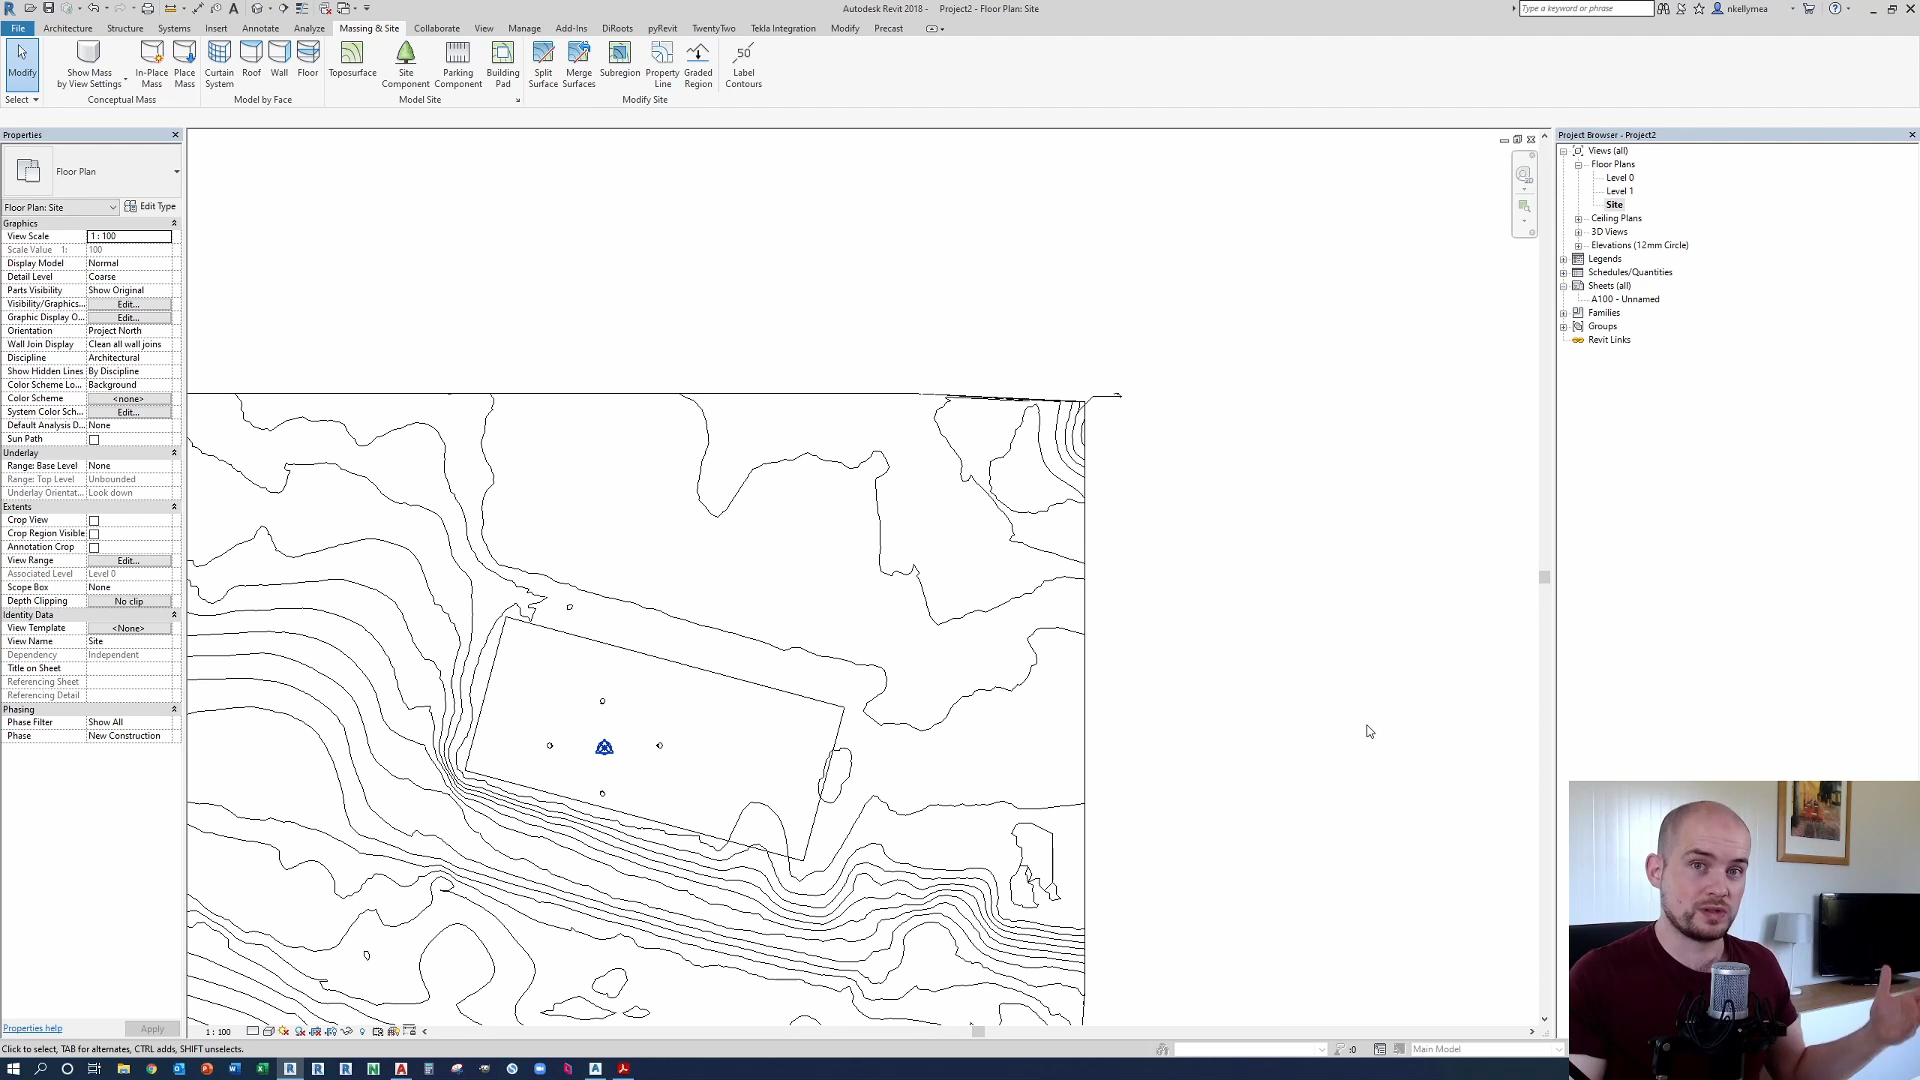 Autodesk Revit 2018 - Project2 - Floor Plan: Site
Type a keyword or phrase
nkellymea
File Architecture Structure Systems Insert Annotate Analyze Massing & Site Collaborate View Manage Add-Ins DiRoots pyRevit TwentyTwo Tekla Integration Modify Precast
Modify
Show Mass
by View Settings
In-Place
Mass
Place
Mass
Curtain
System
Roof
Wall
Floor
Toposurface
Site
Component
Parking
Component
Building
Pad
Split
Surface
Merge
Surfaces
Subregion
Property
Line
Graded
Region
50
Label
Contours
Select
Conceptual Mass
Model by Face
Model Site
Modify Site
Properties
Floor Plan
Floor Plan: Site
Edit Type
Graphics
View Scale 1 : 100
Scale Value 1: 100
Display Model Normal
Detail Level Coarse
Parts Visibility Show Original
Visibility/Graphics... Edit...
Graphic Display O... Edit...
Orientation Project North
Wall Join Display Clean all wall joins
Discipline Architectural
Show Hidden Lines By Discipline
Color Scheme Lo... Background
Color Scheme <none>
System Color Sch... Edit...
Default Analysis D... None
Sun Path
Underlay
Range: Base Level None
Range: Top Level Unbounded
Underlay Orientat... Look down
Extents
Crop View
Crop Region Visible
Annotation Crop
View Range Edit...
Associated Level Level 0
Scope Box None
Depth Clipping No clip
Identity Data
View Template <None>
View Name Site
Dependency Independent
Title on Sheet
Referencing Sheet
Referencing Detail
Phasing
Phase Filter Show All
Phase New Construction
Properties help
Apply
Project Browser - Project2
Views (all)
Floor Plans
Level 0
Level 1
Site
Ceiling Plans
3D Views
Elevations (12mm Circle)
Legends
Schedules/Quantities
Sheets (all)
A100 - Unnamed
Families
Groups
Revit Links
1 : 100
Click to select, TAB for alternates, CTRL adds, SHIFT unselects.
:0
Main Model